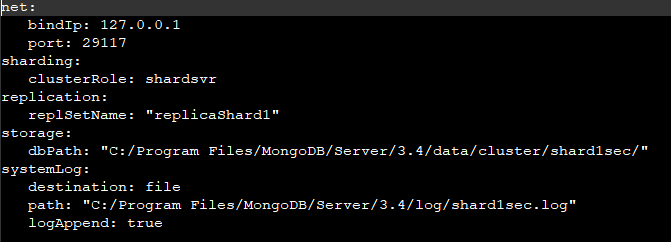 net:
   bindIp: 127.0.0.1
   port: 29117
sharding:
   clusterRole: shardsvr
replication:
   replSetName: "replicaShard1"
storage:
   dbPath: "C:/Program Files/MongoDB/Server/3.4/data/cluster/shard1sec/"
systemLog:
   destination: file
   path: "C:/Program Files/MongoDB/Server/3.4/log/shard1sec.log"
   logAppend: true